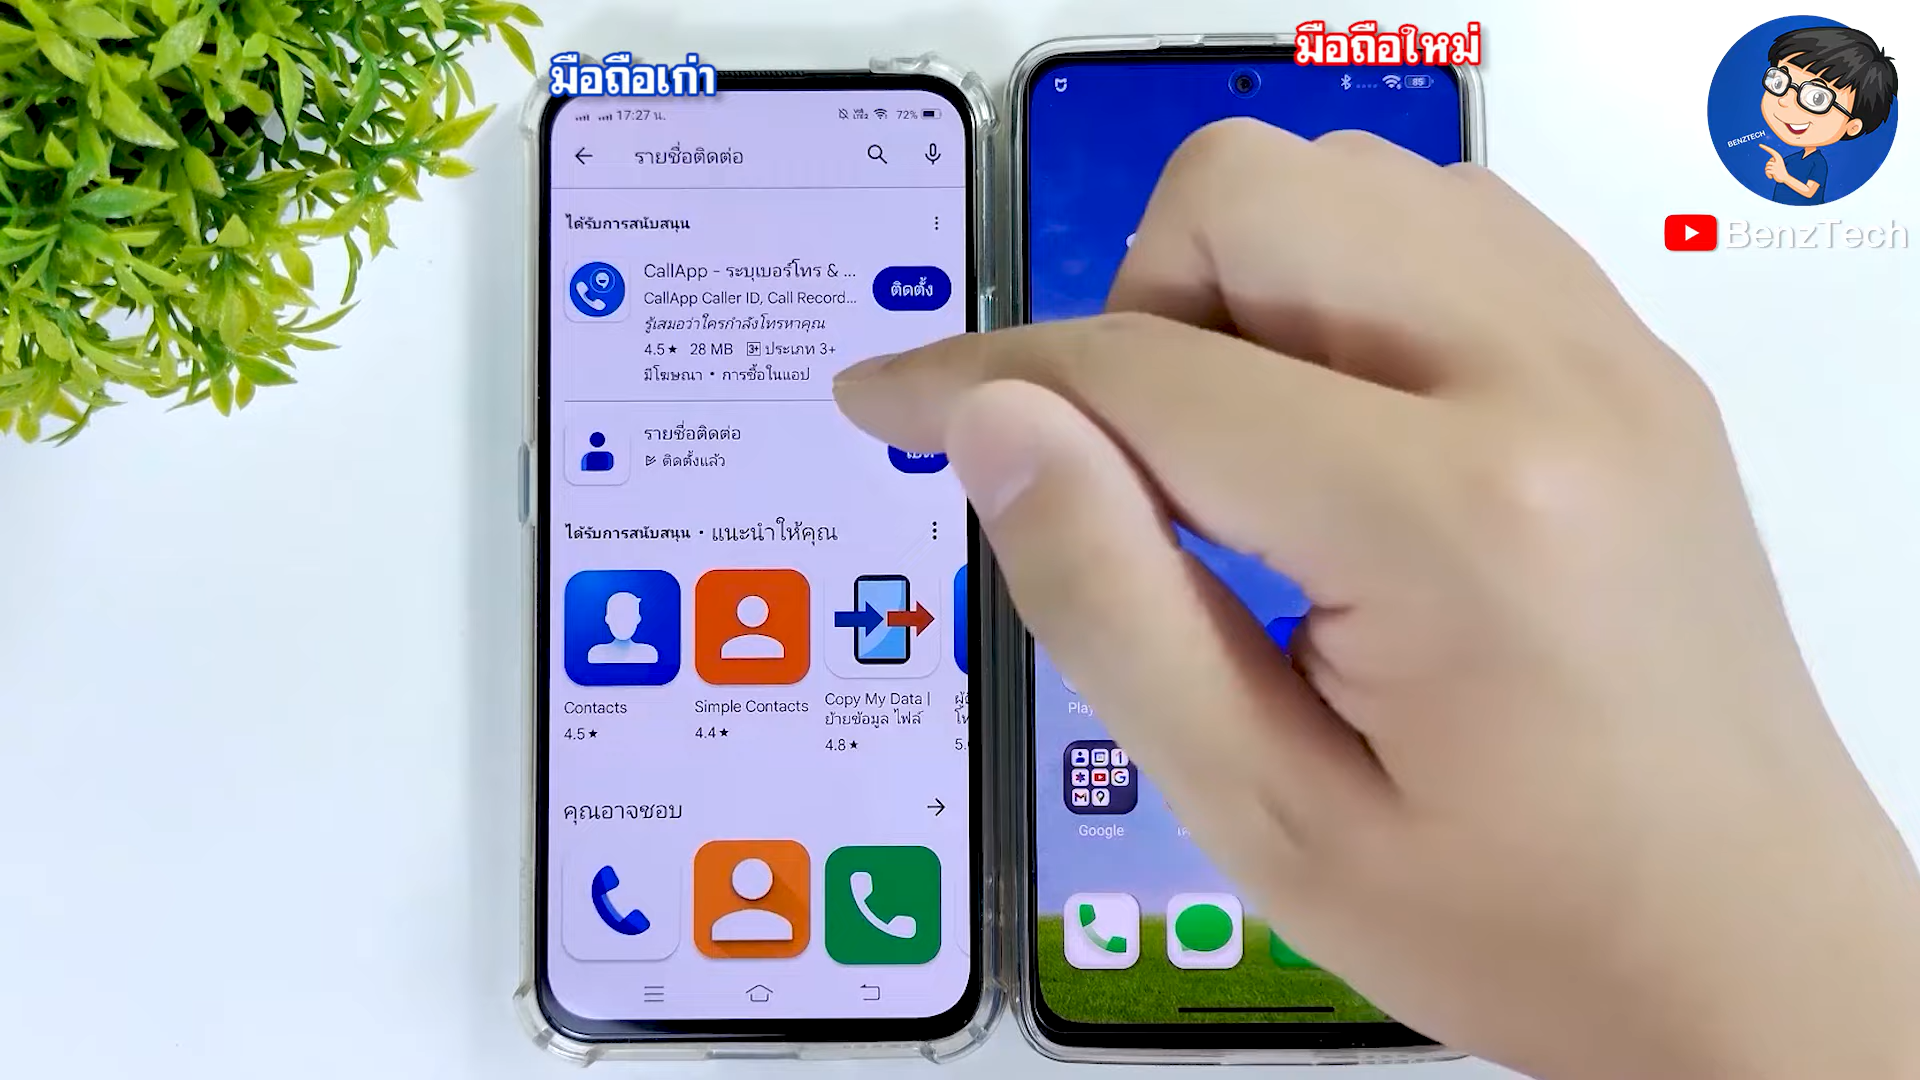 มือถือเก่า
มือถือใหม่
BENZTECH
BenzTech
17:27 น.
72%
85
รายชื่อติดต่อ
ได้รับการสนับสนุน
CallApp - ระบุเบอร์โทร & ...
CallApp Caller ID, Call Record...
รู้เสมอว่าใครกำลังโทรหาคุณ
4.5★ 28 MB 3+ ประเภท 3+
มีโฆษณา • การซื้อในแอป
ติดตั้ง
รายชื่อติดต่อ
ติดตั้งแล้ว
ได้รับการสนับสนุน • แนะนำให้คุณ
Contacts
4.5★
Simple Contacts
4.4★
Copy My Data |
ย้ายข้อมูล ไฟล์
4.8★
5.
คุณอาจชอบ
Play
Google